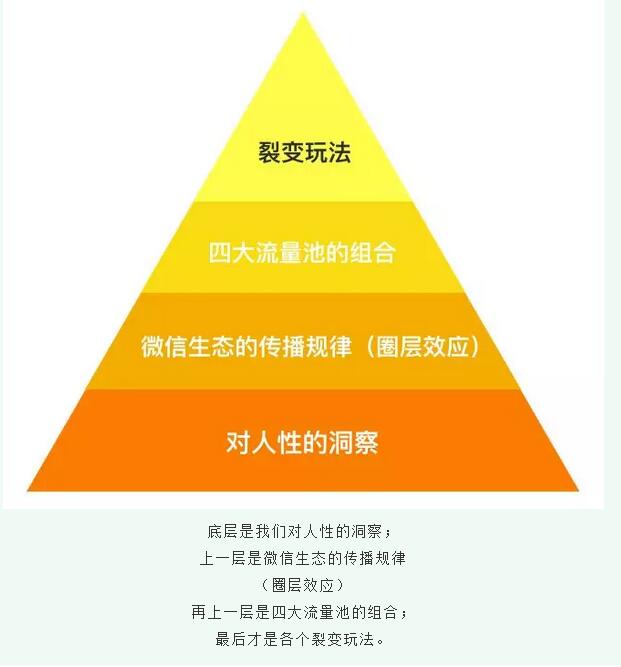 裂变玩法
四大流量池的组合
微信生态的传播规律（圈层效应）
对人性的洞察
底层是我们对人性的洞察；
上一层是微信生态的传播规律
（圈层效应）
再上一层是四大流量池的组合；
最后才是各个裂变玩法。